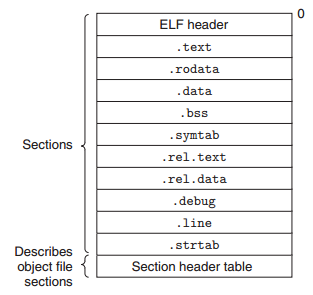 0
ELF header
.text
.rodata
.data
.bss
.symtab
Sections
.rel.text
.rel.data
.debug
.line
.strtab
Describes
object file
sections
Section header table